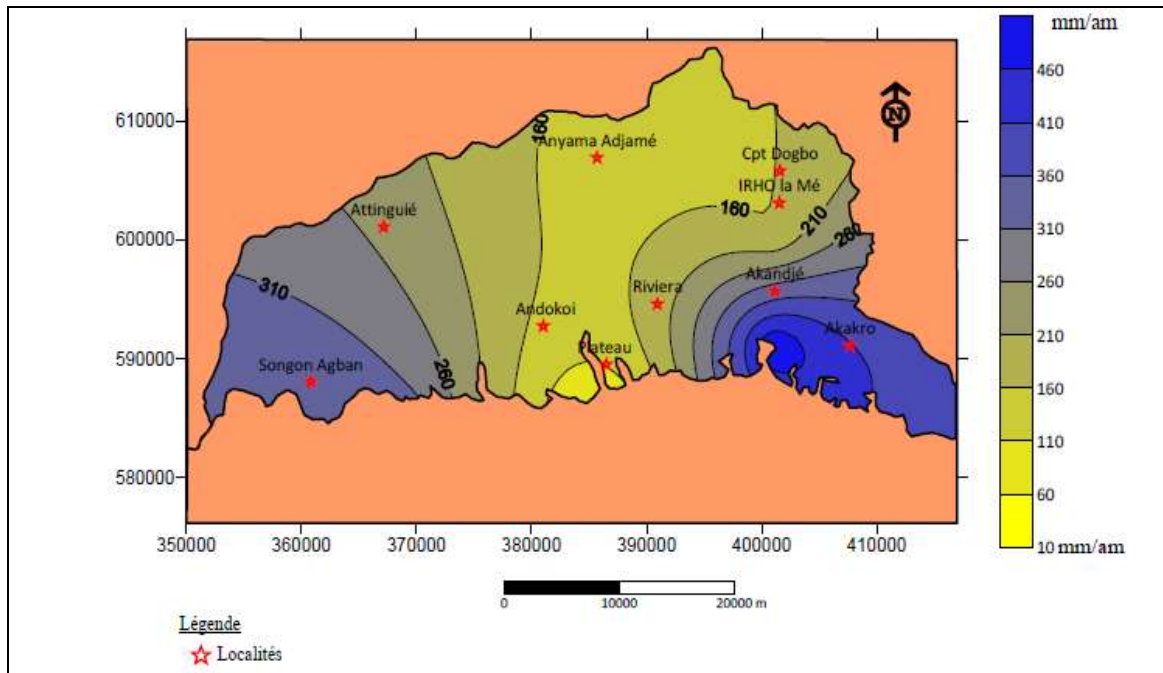 mm/am
460
410
360
310
260
210
160
110
60
10 mm/am
N
610000
600000
590000
580000
350000 360000 370000 380000 390000 400000 410000
160
Anyama Adjamé
Cpt Dogbo
IRHO la Mé
Attinguié
160
210
260
310
Akandjé
Riviera
Andokoi
Akakro
Plateau
Songon Agban
260
0 10000 20000 m
Légende
Localités